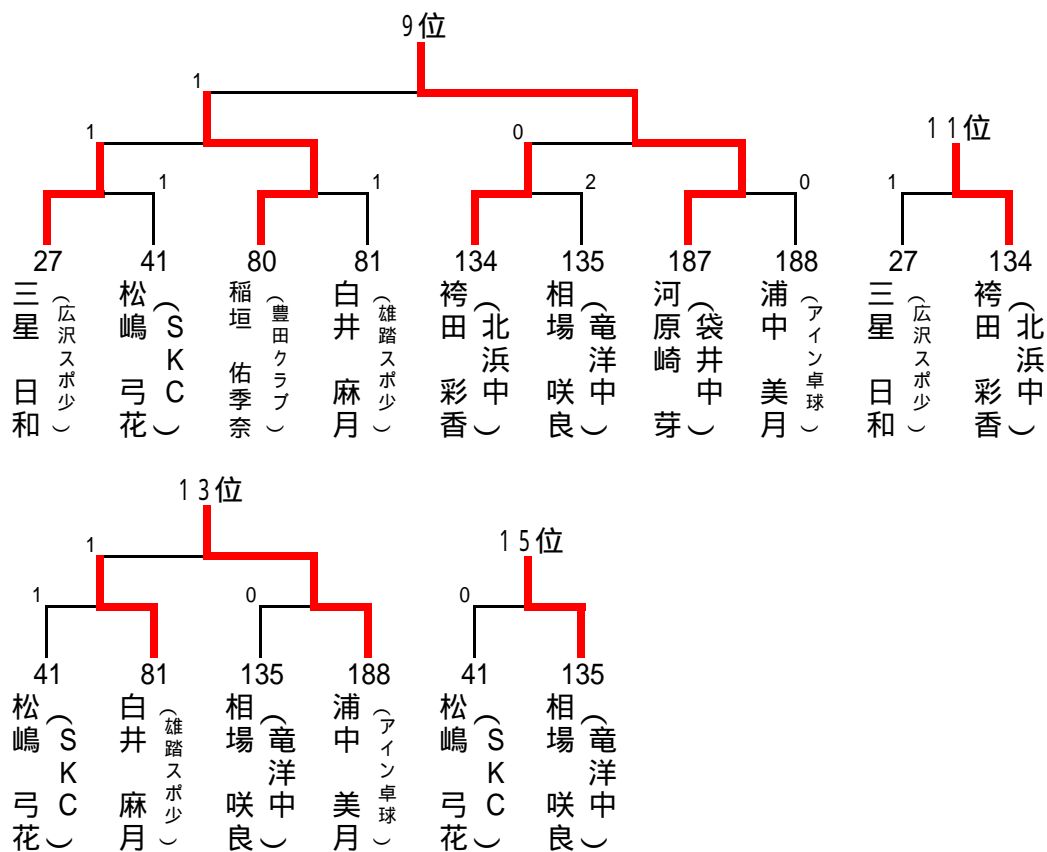 9位
1
1
0
11位
1
1
2
0
1
27
41
80
81
134
135
187
188
27
134
三星 日和
(広沢スポ少)
松嶋 弓花
(SKC)
稲垣 佑季奈
(豊田クラブ)
白井 麻月
(雄踏スポ少)
袴田 彩香
(北浜中)
相場 咲良
(竜洋中)
河原崎 芽
(袋井中)
浦中 美月
(アイン卓球)
三星 日和
(広沢スポ少)
袴田 彩香
(北浜中)
13位
1
15位
1
0
0
41
81
135
188
41
135
松嶋 弓花
(SKC)
白井 麻月
(雄踏スポ少)
相場 咲良
(竜洋中)
浦中 美月
(アイン卓球)
松嶋 弓花
(SKC)
相場 咲良
(竜洋中)